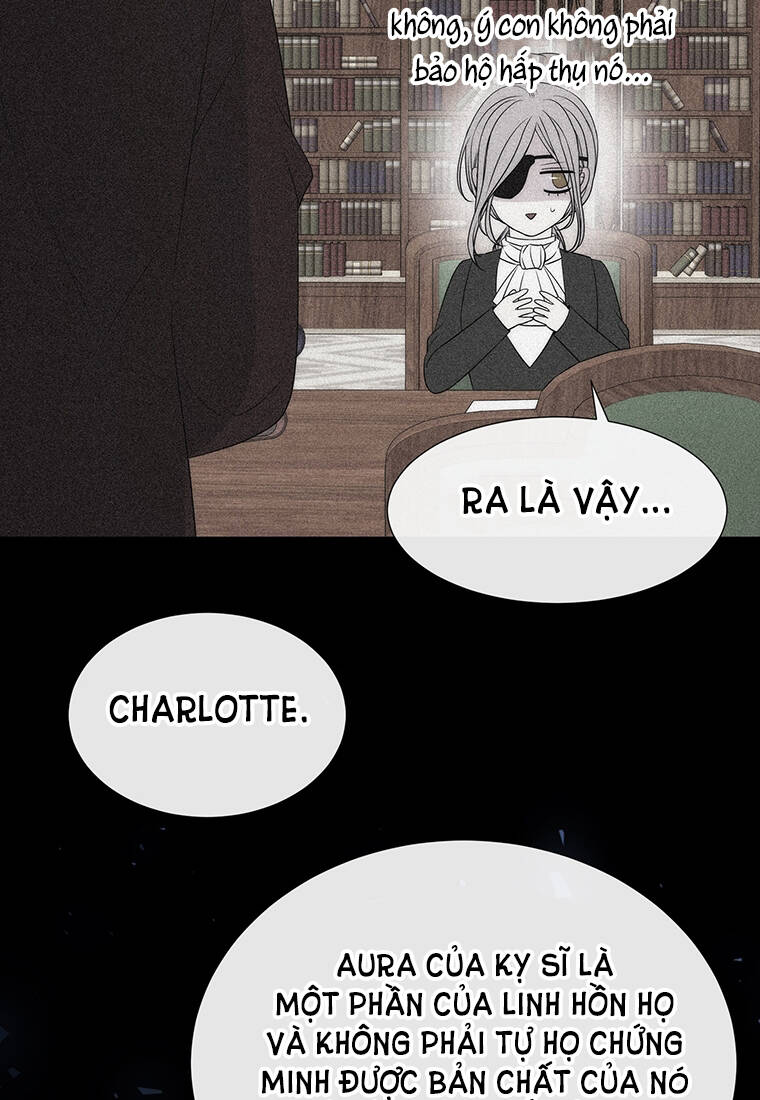 không, ý con không phải
bảo hộ hấp thụ nó...
RA LÀ VẬY...
CHARLOTTE.
AURA CỦA KỴ SĨ LÀ
MỘT PHẦN CỦA LINH HỒN HỌ
VÀ KHÔNG PHẢI TỰ HỌ CHỨNG
MINH ĐƯỢC BẢN CHẤT CỦA NÓ